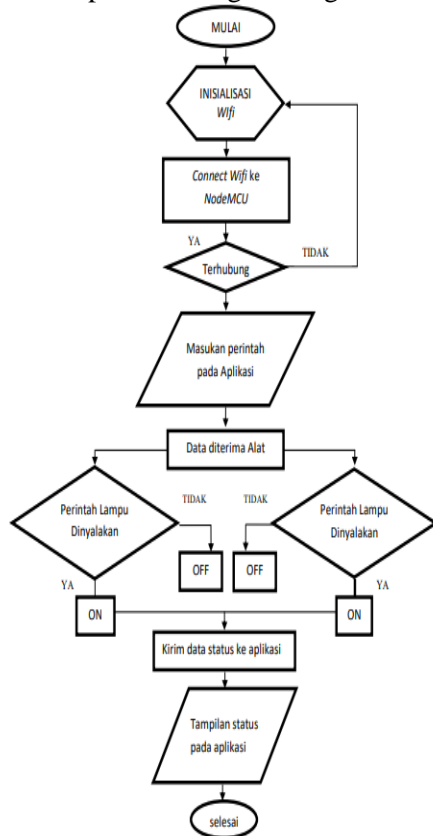 MULAI
INISIALISASI
WIfi
Connect Wifi ke
NodeMCU
YA
TIDAK
Terhubung
Masukan perintah
pada Aplikasi
Data diterima Alat
TIDAK
TIDAK
Perintah Lampu
Dinyalakan
Perintah Lampu
Dinyalakan
OFF
OFF
YA
YA
ON
ON
Kirim data status ke aplikasi
Tampilan status
pada aplikasi
selesai